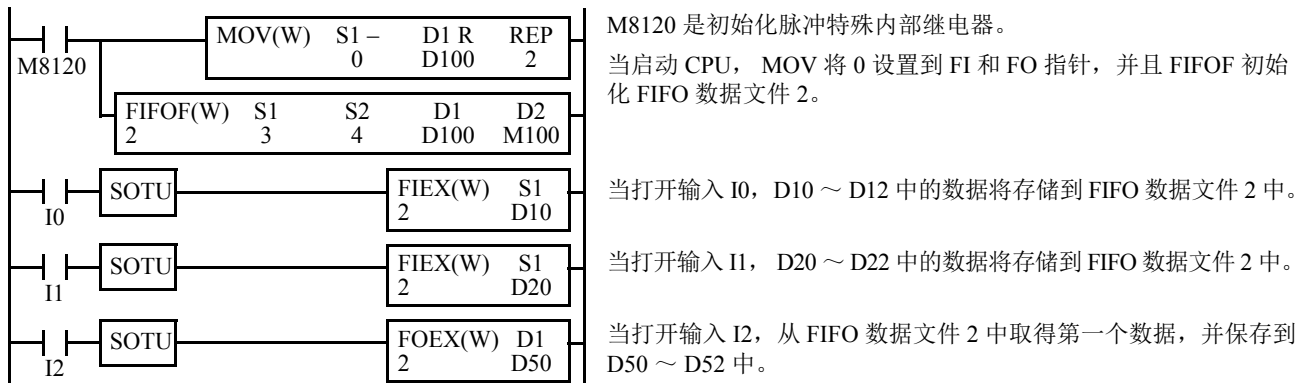 MOV(W) S1 – D1 R REP
0 D100 2
M8120
M8120 是初始化脉冲特殊内部继电器。
当启动 CPU， MOV 将 0 设置到 FI 和 FO 指针，并且 FIFOF 初始
化 FIFO 数据文件 2。
FIFOF(W) S1 S2 D1 D2
2 3 4 D100 M100
SOTU FIEX(W) S1
I0 2 D10
当打开输入 I0，D10 ～ D12 中的数据将存储到 FIFO 数据文件 2 中。
SOTU FIEX(W) S1
I1 2 D20
当打开输入 I1， D20 ～ D22 中的数据将存储到 FIFO 数据文件 2 中。
SOTU FOEX(W) D1
I2 2 D50
当打开输入 I2，从 FIFO 数据文件 2 中取得第一个数据，并保存到
D50 ～ D52 中。